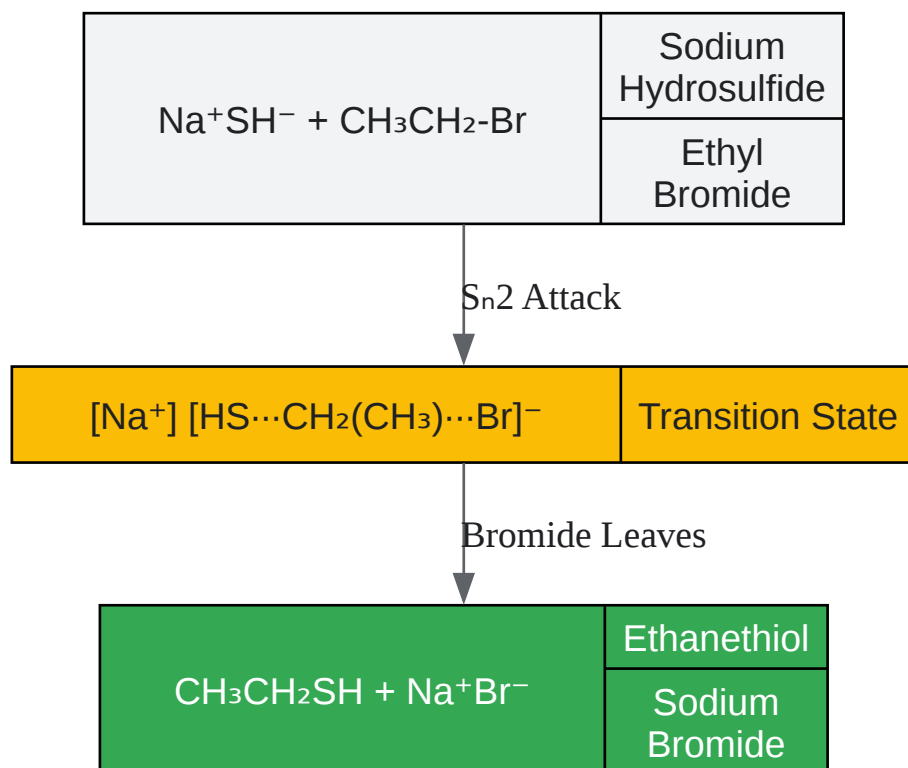 Na⁺SH⁻ + CH₃CH₂-Br
Sodium
Hydrosulfide
Ethyl
Bromide
Sₙ2 Attack
[Na⁺] [HS···CH₂(CH₃)···Br]⁻
Transition State
Bromide Leaves
CH₃CH₂SH + Na⁺Br⁻
Ethanethiol
Sodium
Bromide